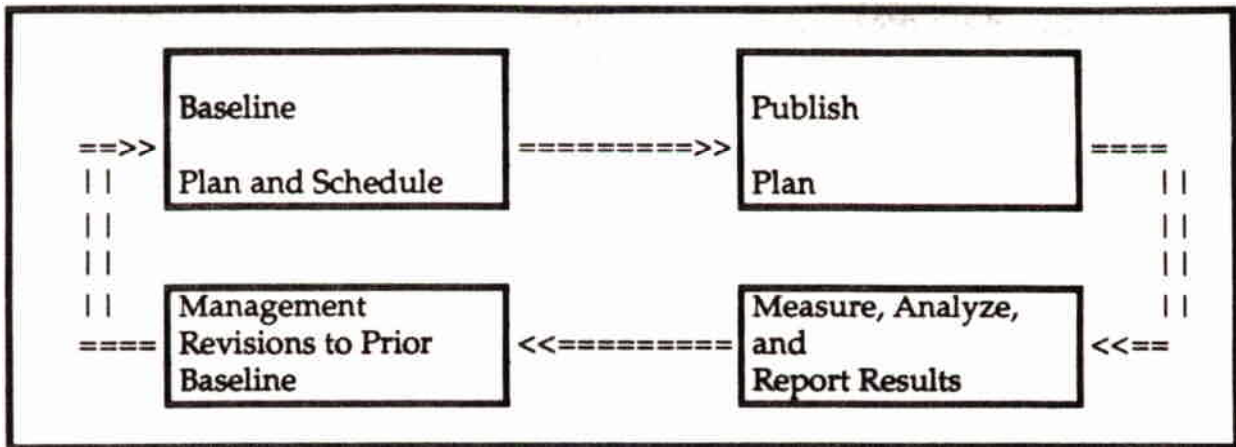 Baseline
Plan and Schedule
Publish
Plan
Management
Revisions to Prior
Baseline
Measure, Analyze,
and
Report Results